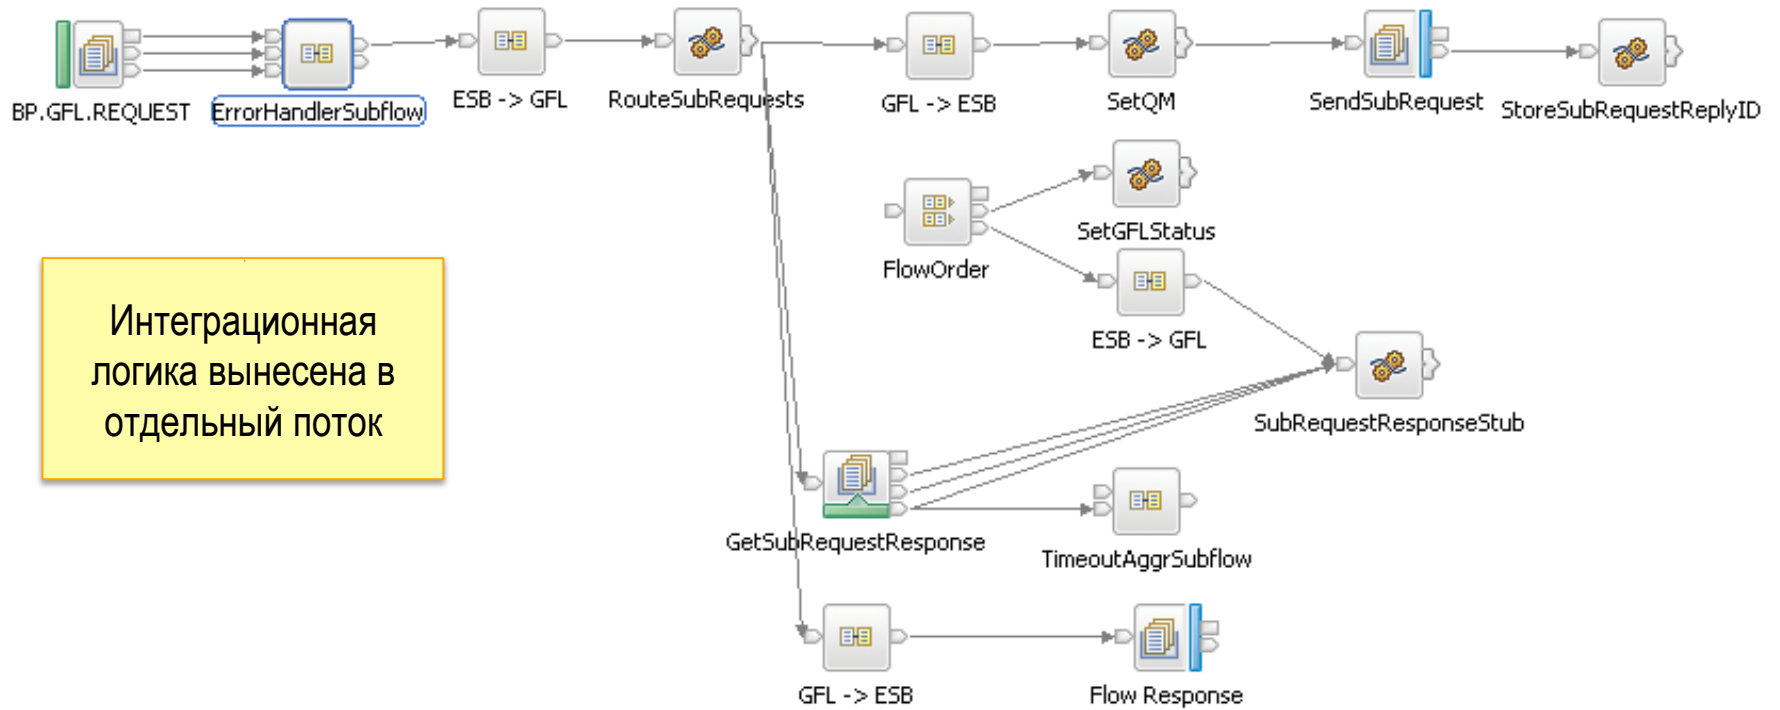 BP.GFL.REQUEST
ErrorHandlerSubflow
ESB -> GFL
RouteSubRequests
GFL -> ESB
SetQM
SendSubRequest
StoreSubRequestReplyID
SetGFLStatus
FlowOrder
ESB -> GFL
Интеграционная
логика вынесена в
отдельный поток
SubRequestResponseStub
GetSubRequestResponse
TimeoutAggrSubflow
GFL -> ESB
Flow Response